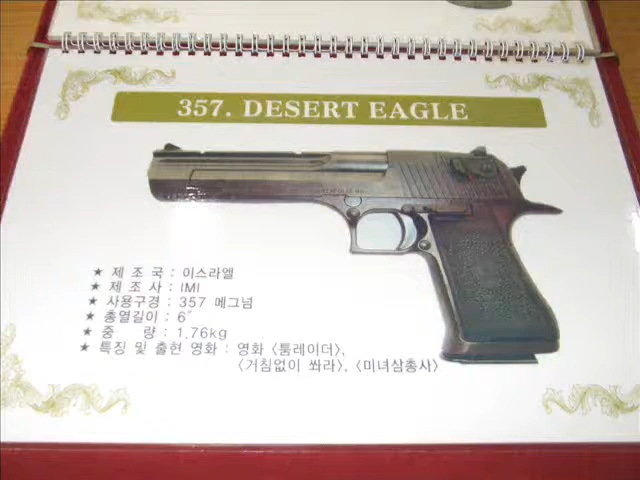 357. DESERT EAGLE
★ 제 조 국 : 이스라엘
★ 제 조 사 : IMI
★ 사용구경 : 357 메그넘
★ 총열길이 : 6″
★ 중 량 : 1.76kg
★ 특징 및 출현 영화 : 영화 <툼레이더>,
<거침없이 쏴라>, <미녀삼총사>